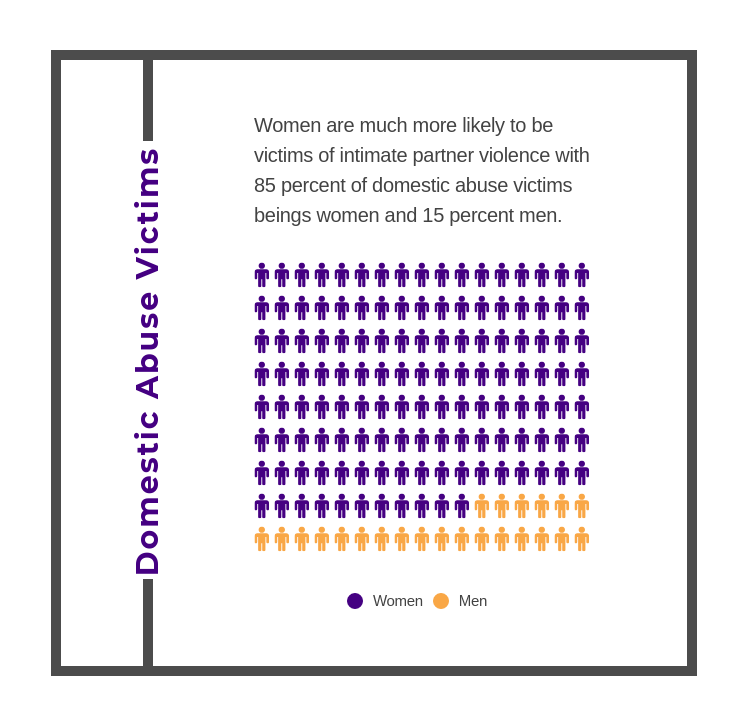 Domestic Abuse Victims
Women are much more likely to be
victims of intimate partner violence with
85 percent of domestic abuse victims
beings women and 15 percent men.
Women
Men